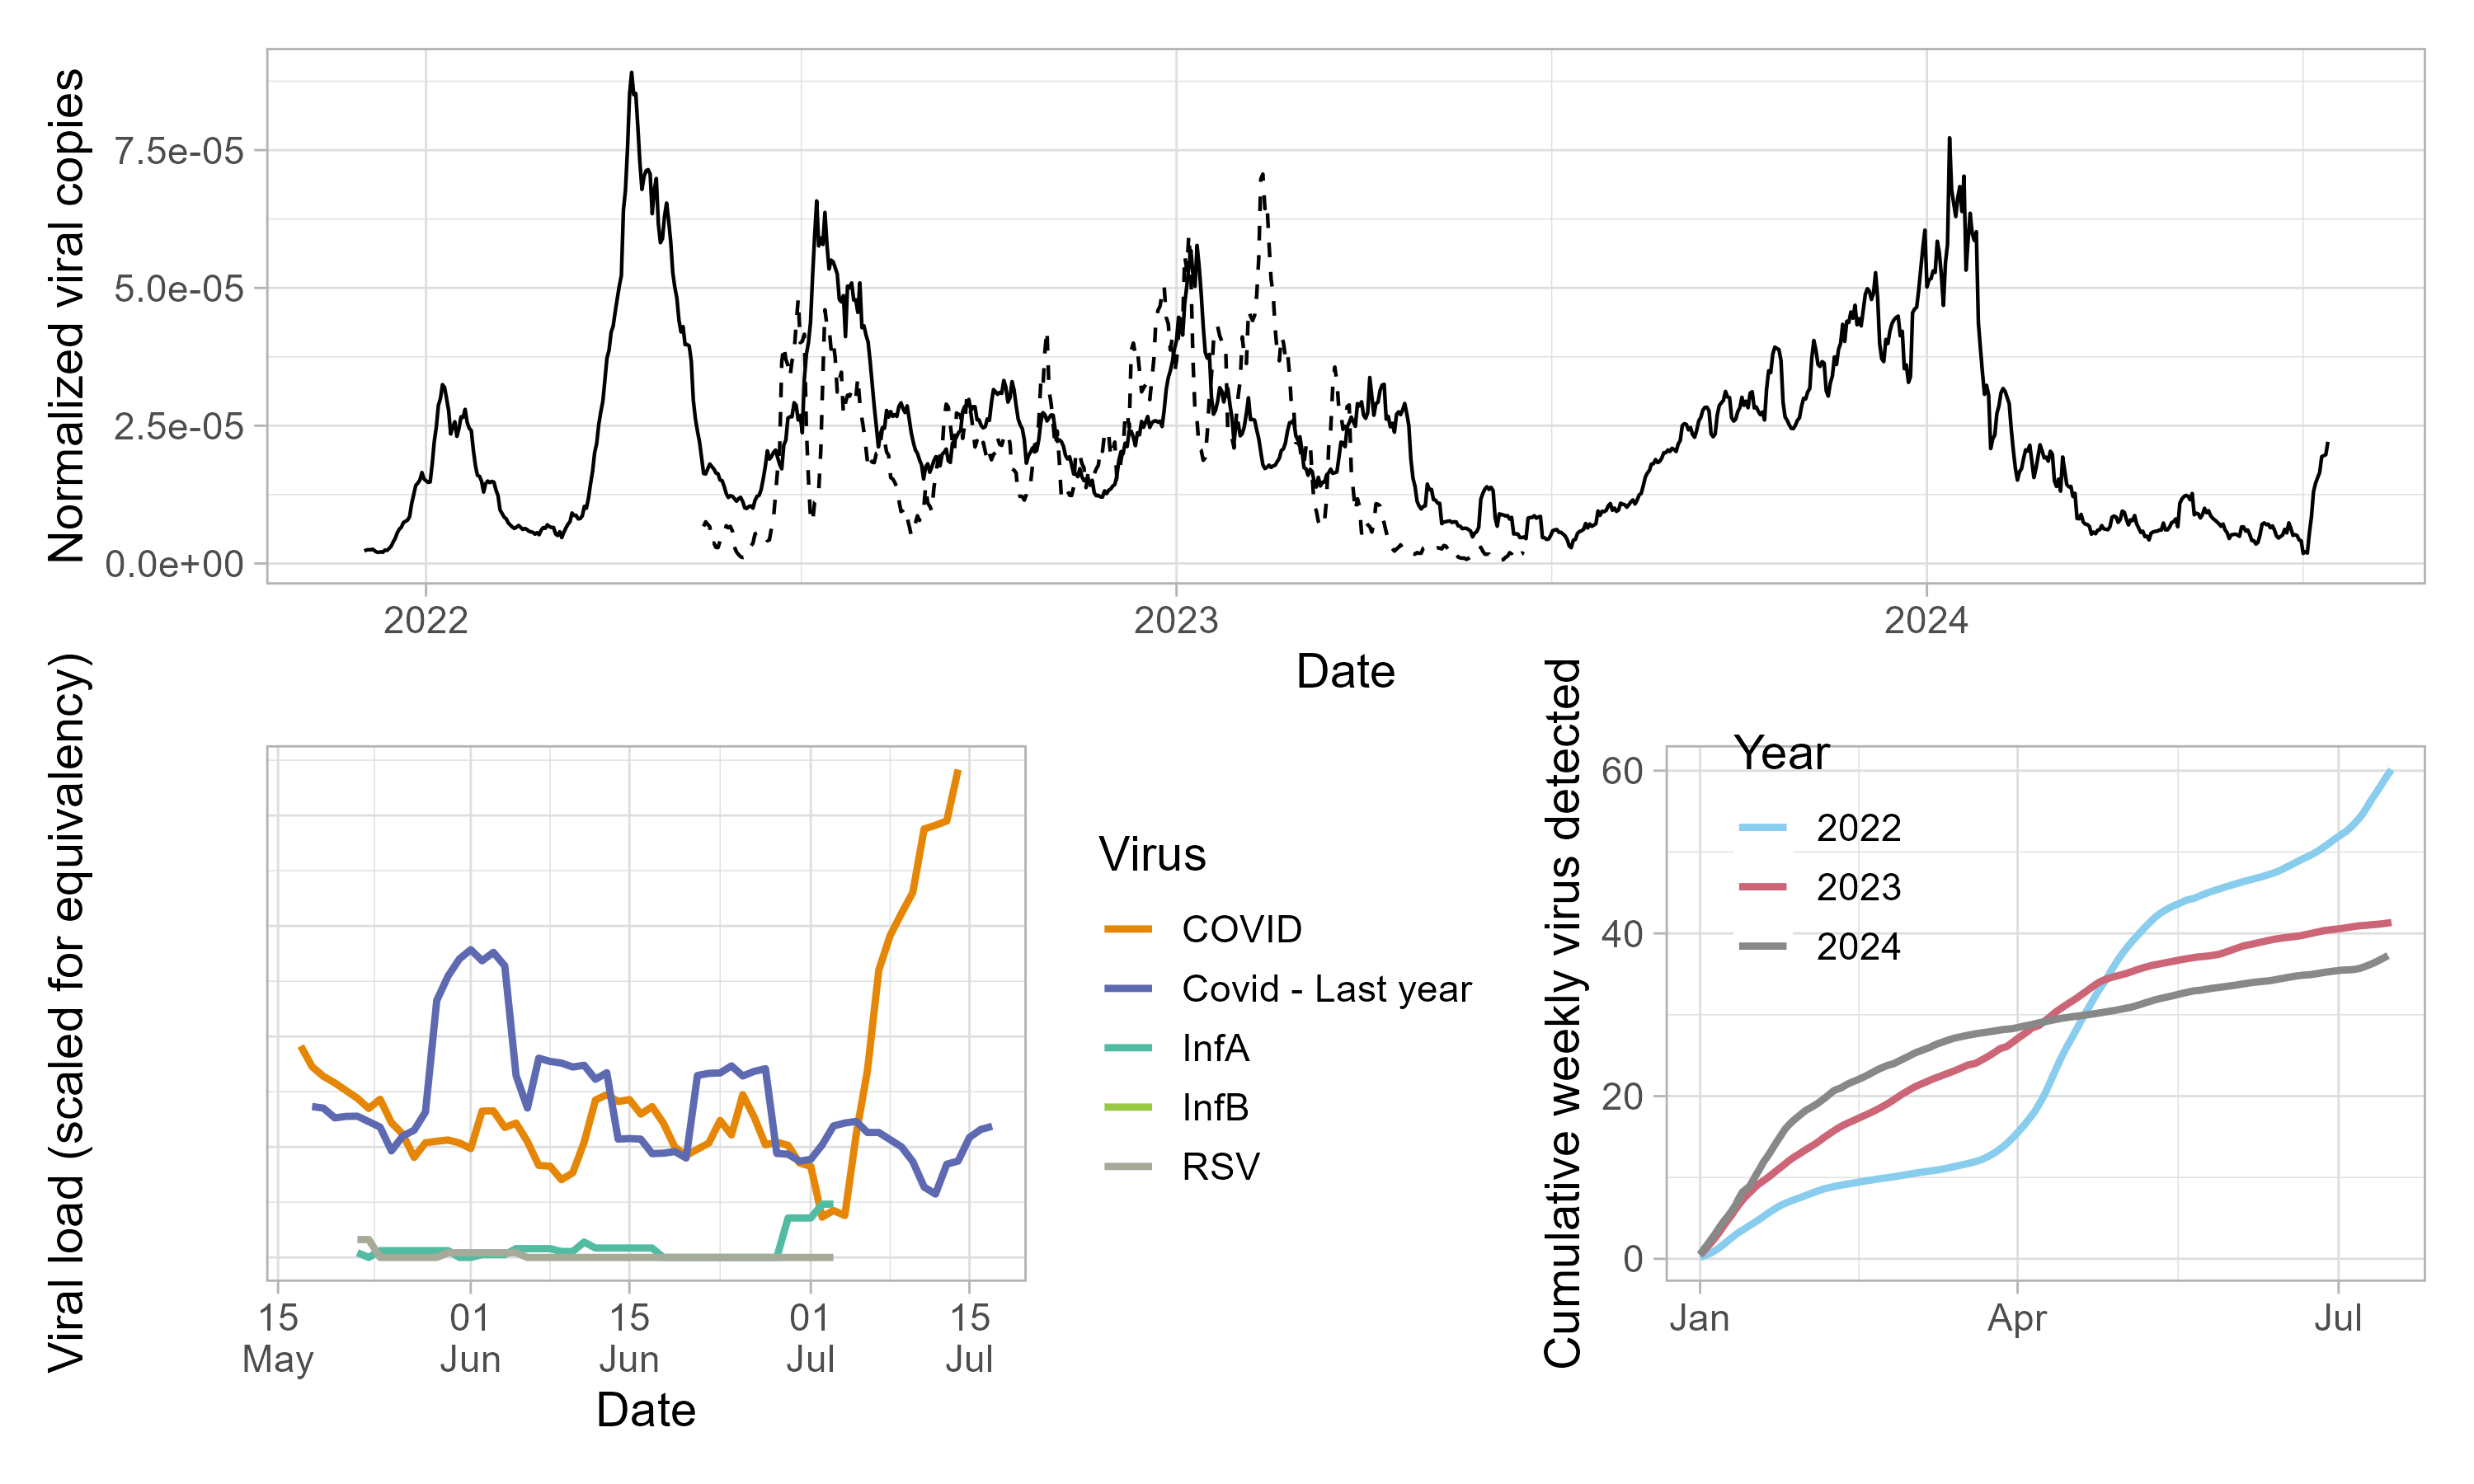 Normalized viral copies
7.5e-05
5.0e-05
2.5e-05
0.0e+00
2022
2023
2024
Date
Viral load (scaled for equivalency)
15
May
01
Jun
15
Jun
01
Jul
15
Jul
Date
Virus
COVID
Covid - Last year
InfA
InfB
RSV
Cumulative weekly virus detected
60
40
20
0
Jan
Apr
Jul
Year
2022
2023
2024